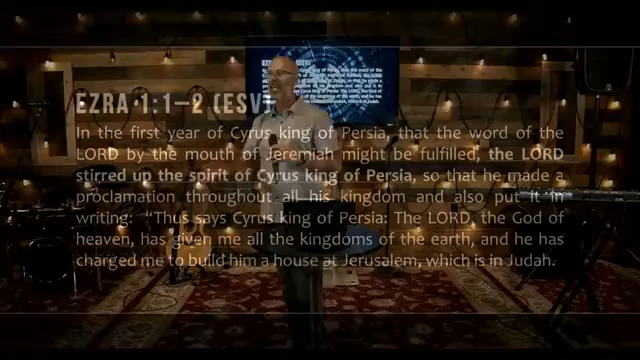 EZRA 1:1–2 (ESV)
In the first year of Cyrus king of Persia, that the word of the
LORD by the mouth of Jeremiah might be fulfilled, the LORD
stirred up the spirit of Cyrus king of Persia, so that he made a
proclamation throughout all his kingdom and also put it in
writing: “Thus says Cyrus king of Persia: The LORD, the God of
heaven, has given me all the kingdoms of the earth, and he has
charged me to build him a house at Jerusalem, which is in Judah.